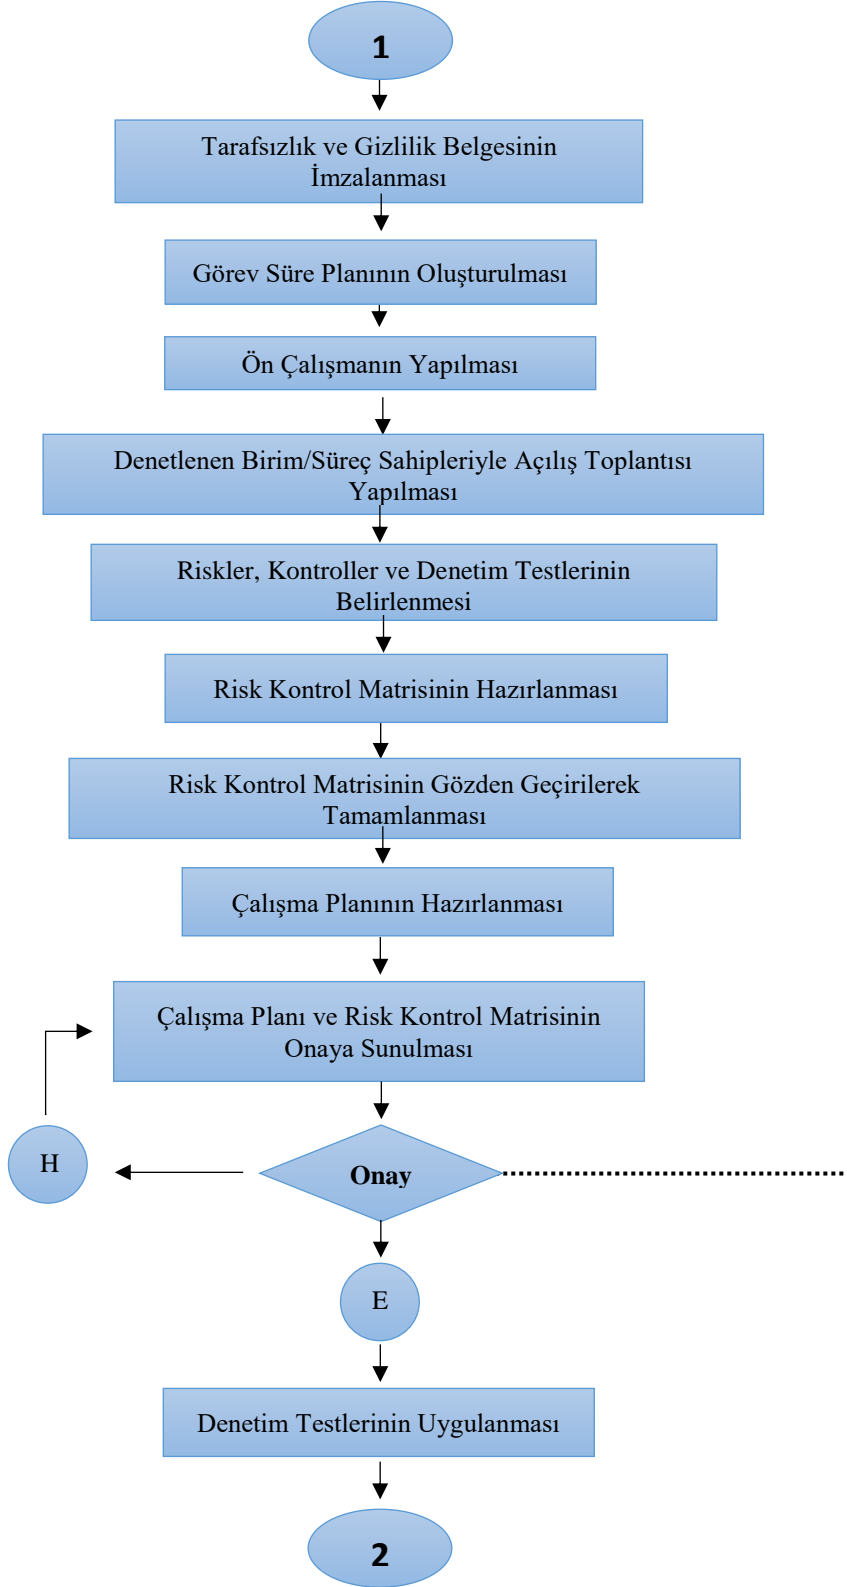 1
Tarafsızlık ve Gizlilik Belgesinin
İmzalanması
Görev Süre Planının Oluşturulması
Ön Çalışmanın Yapılması
Denetlenen Birim/Süreç Sahipleriyle Açılış Toplantısı
Yapılması
Riskler, Kontroller ve Denetim Testlerinin
Belirlenmesi
Risk Kontrol Matrisinin Hazırlanması
Risk Kontrol Matrisinin Gözden Geçirilerek
Tamamlanması
Çalışma Planının Hazırlanması
Çalışma Planı ve Risk Kontrol Matrisinin
Onaya Sunulması
H
Onay
E
Denetim Testlerinin Uygulanması
2